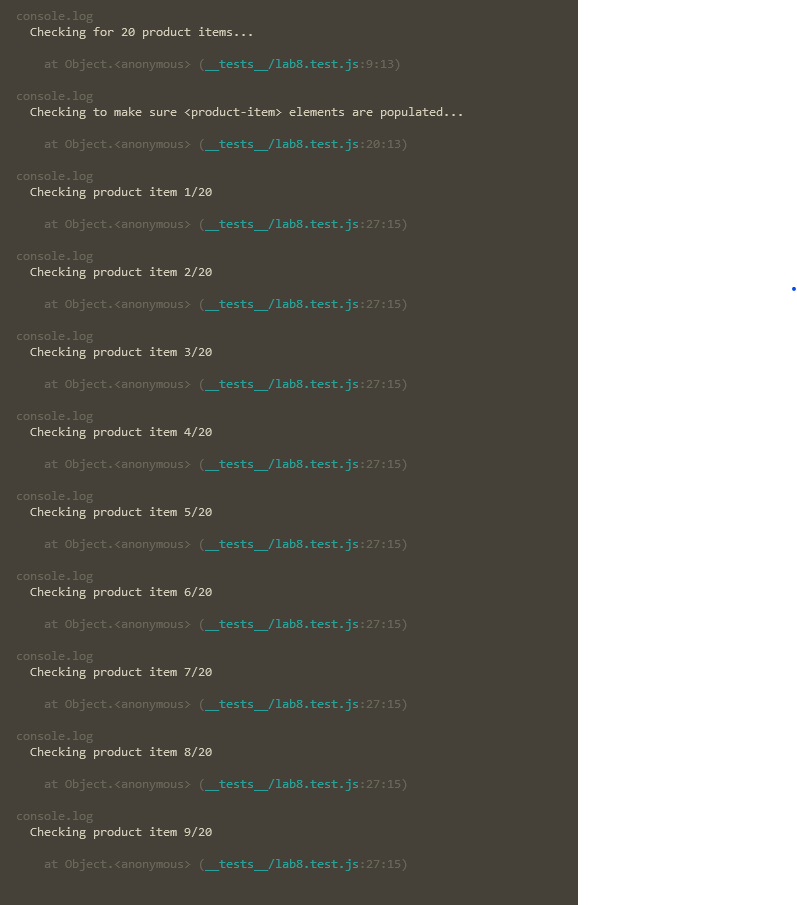 console.log
Checking for 20 product items...
at Object.<anonymous> (__tests__/lab8.test.js:9:13)
console.log
Checking to make sure <product-item> elements are populated...
at Object.<anonymous> (__tests__/lab8.test.js:20:13)
console.log
Checking product item 1/20
at Object.<anonymous> (__tests__/lab8.test.js:27:15)
console.log
Checking product item 2/20
at Object.<anonymous> (__tests__/lab8.test.js:27:15)
console.log
Checking product item 3/20
at Object.<anonymous> (__tests__/lab8.test.js:27:15)
console.log
Checking product item 4/20
at Object.<anonymous> (__tests__/lab8.test.js:27:15)
console.log
Checking product item 5/20
at Object.<anonymous> (__tests__/lab8.test.js:27:15)
console.log
Checking product item 6/20
at Object.<anonymous> (__tests__/lab8.test.js:27:15)
console.log
Checking product item 7/20
at Object.<anonymous> (__tests__/lab8.test.js:27:15)
console.log
Checking product item 8/20
at Object.<anonymous> (__tests__/lab8.test.js:27:15)
console.log
Checking product item 9/20
at Object.<anonymous> (__tests__/lab8.test.js:27:15)